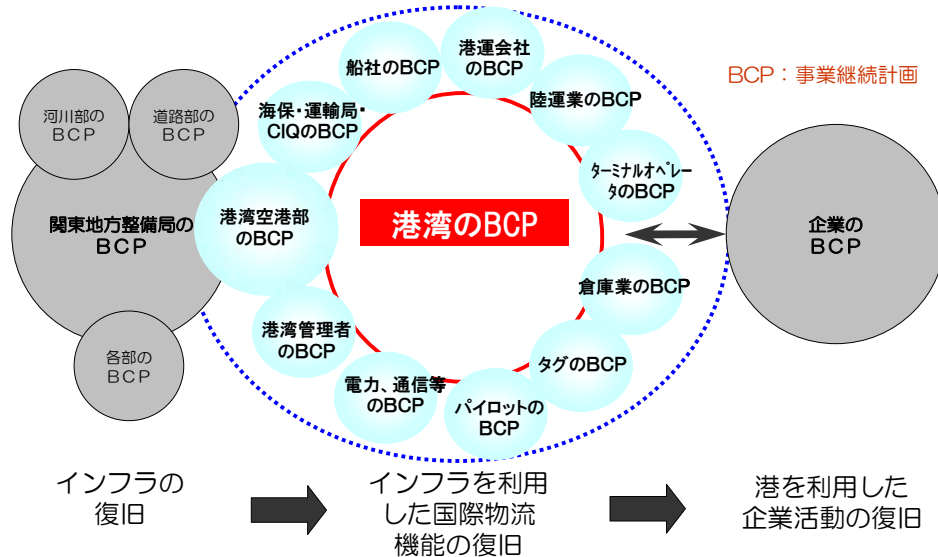 船社のBCP
港運会社
のBCP
BCP：事業継続計画
河川部の
BCP
道路部の
BCP
海保・運輸局・
CIQのBCP
陸運業のBCP
ﾀｰﾐﾅﾙｵﾍﾟﾚｰ
ﾀのBCP
関東地方整備局の
BCP
港湾空港部
のBCP
港湾のBCP
企業の
BCP
倉庫業のBCP
港湾管理者
のBCP
各部の
BCP
タグのBCP
電力、通信等
のBCP
パイロットの
BCP
インフラの
復旧
インフラを利用
した国際物流
機能の復旧
港を利用した
企業活動の復旧